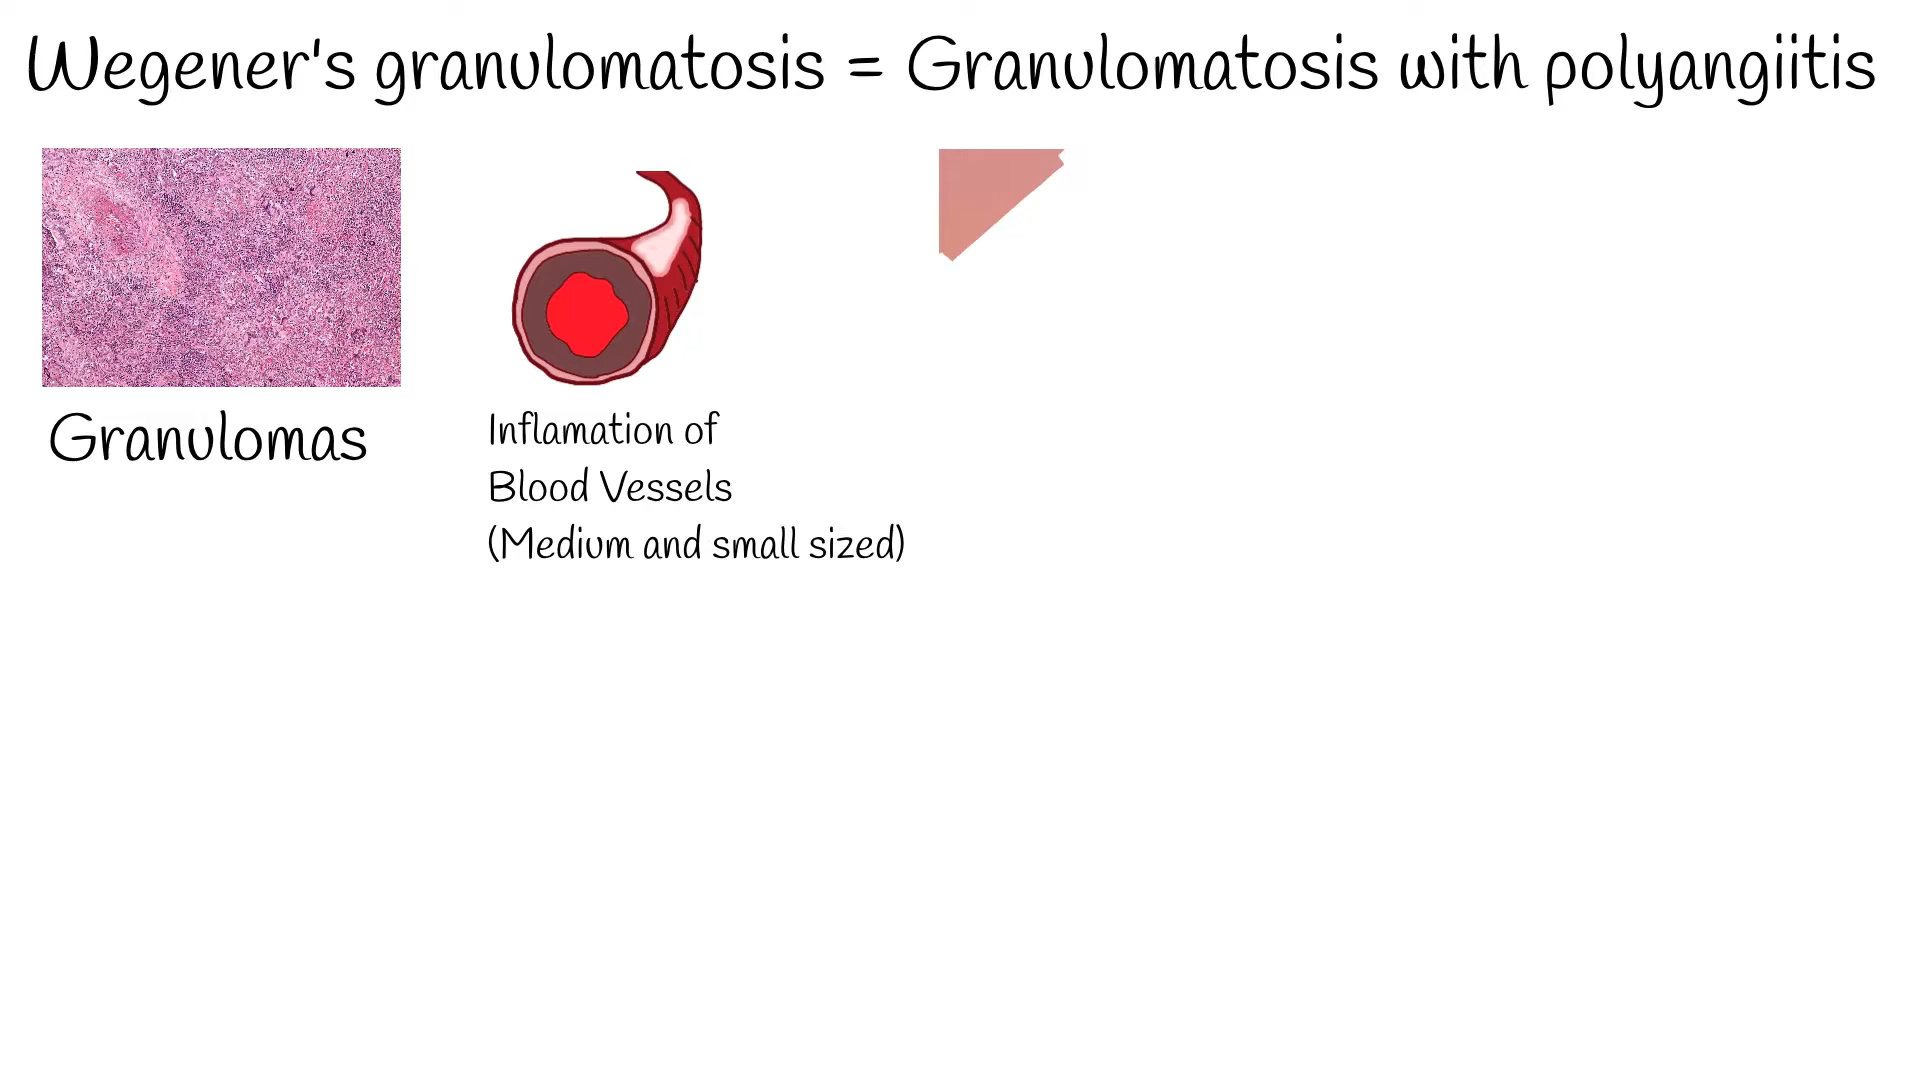 Wegener's granulomatosis = Granulomatosis with polyangiitis
Granulomas
Inflamation of
Blood Vessels
(Medium and small sized)